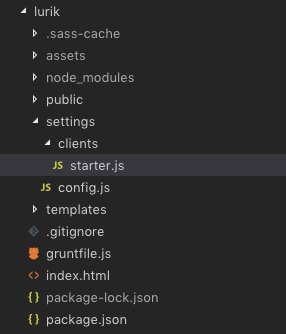 lurik
.sass-cache
assets
node_modules
public
settings
clients
JS starter.js
JS config.js
templates
.gitignore
gruntfile.js
<> index.html
{} package-lock.json
{} package.json